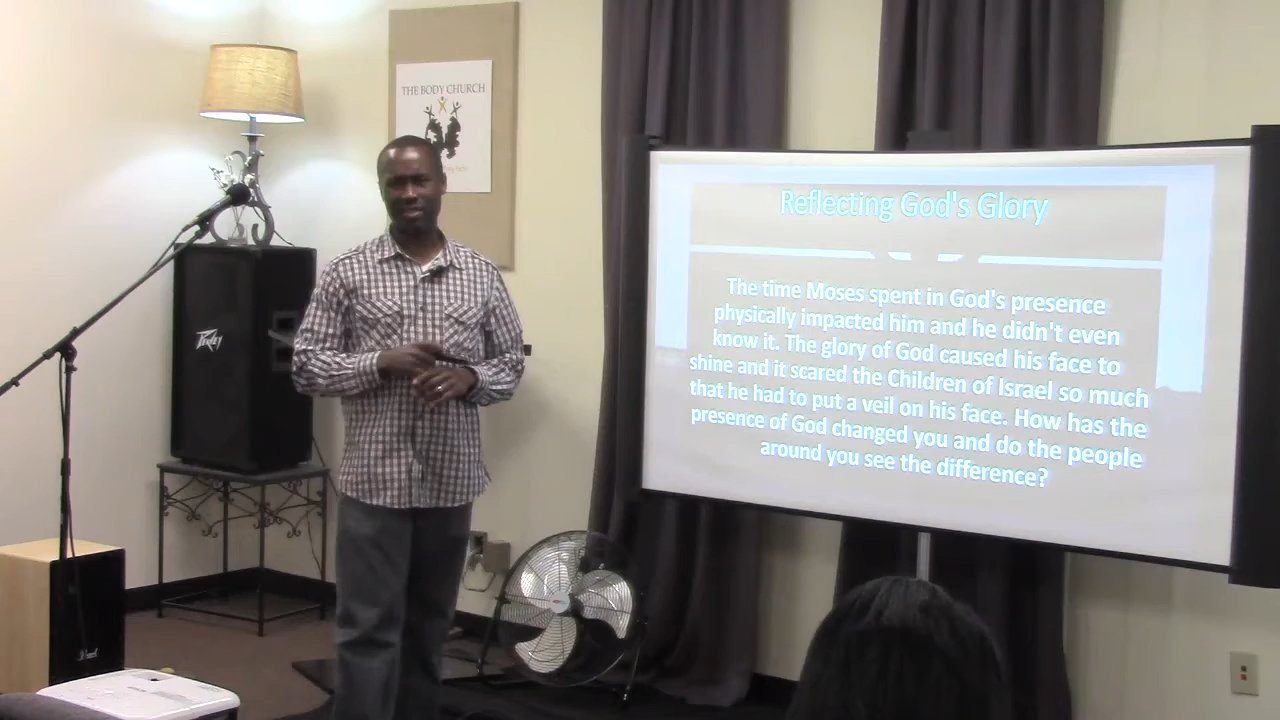 THE BODY CHURCH
Reflecting God's Glory
The time Moses spent in God's presence
physically impacted him and he didn't even
know it. The glory of God caused his face to
shine and it scared the Children of Israel so much
that he had to put a veil on his face. How has the
presence of God changed you and do the people
around you see the difference?
Peavey
Pearl